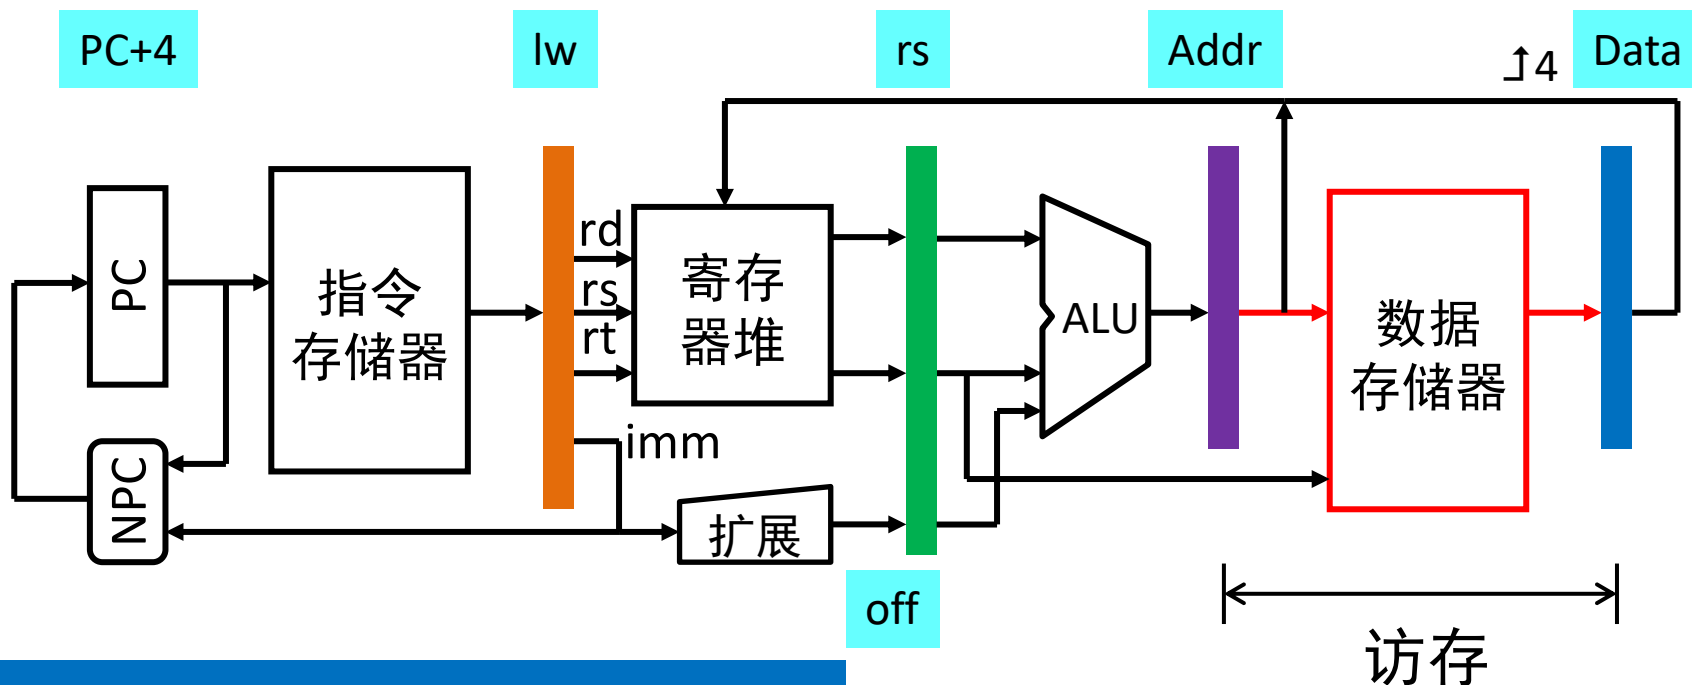 PC+4
lw
rs
Addr
4
Data
PC
指令
存储器
rd
rs
rt
寄存
器堆
ALU
数据
存储器
imm
NPC
扩展
off
访存